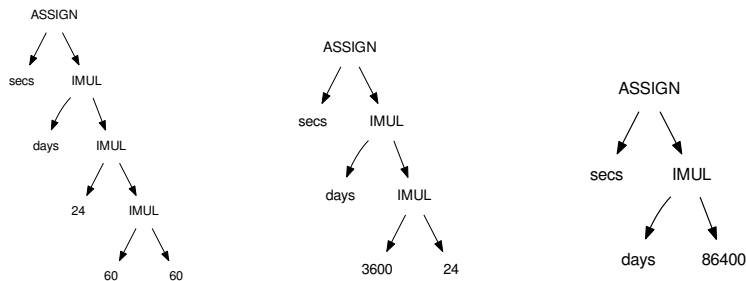 ASSIGN
secs IMUL
days IMUL
24 IMUL
60 60
ASSIGN
secs IMUL
days IMUL
3600 24
ASSIGN
secs IMUL
days 86400